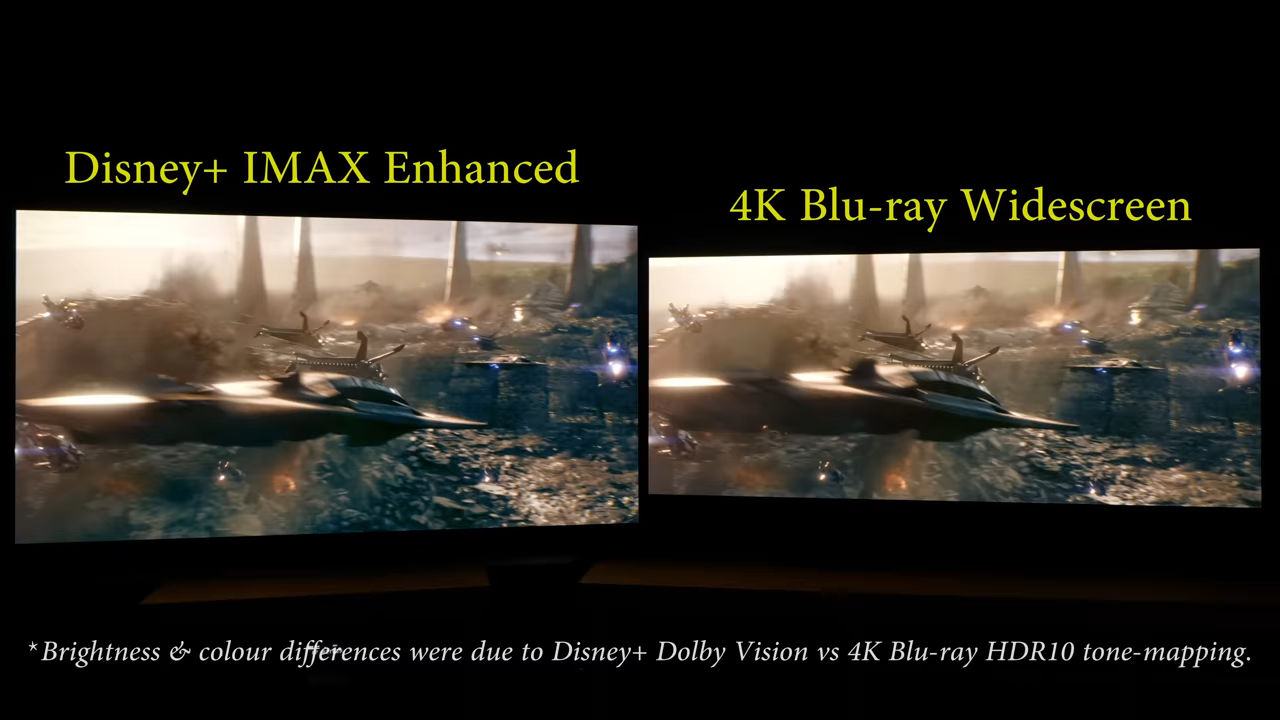 Disney+ IMAX Enhanced
4K Blu-ray Widescreen
*Brightness & colour differences were due to Disney+ Dolby Vision vs 4K Blu-ray HDR10 tone-mapping.